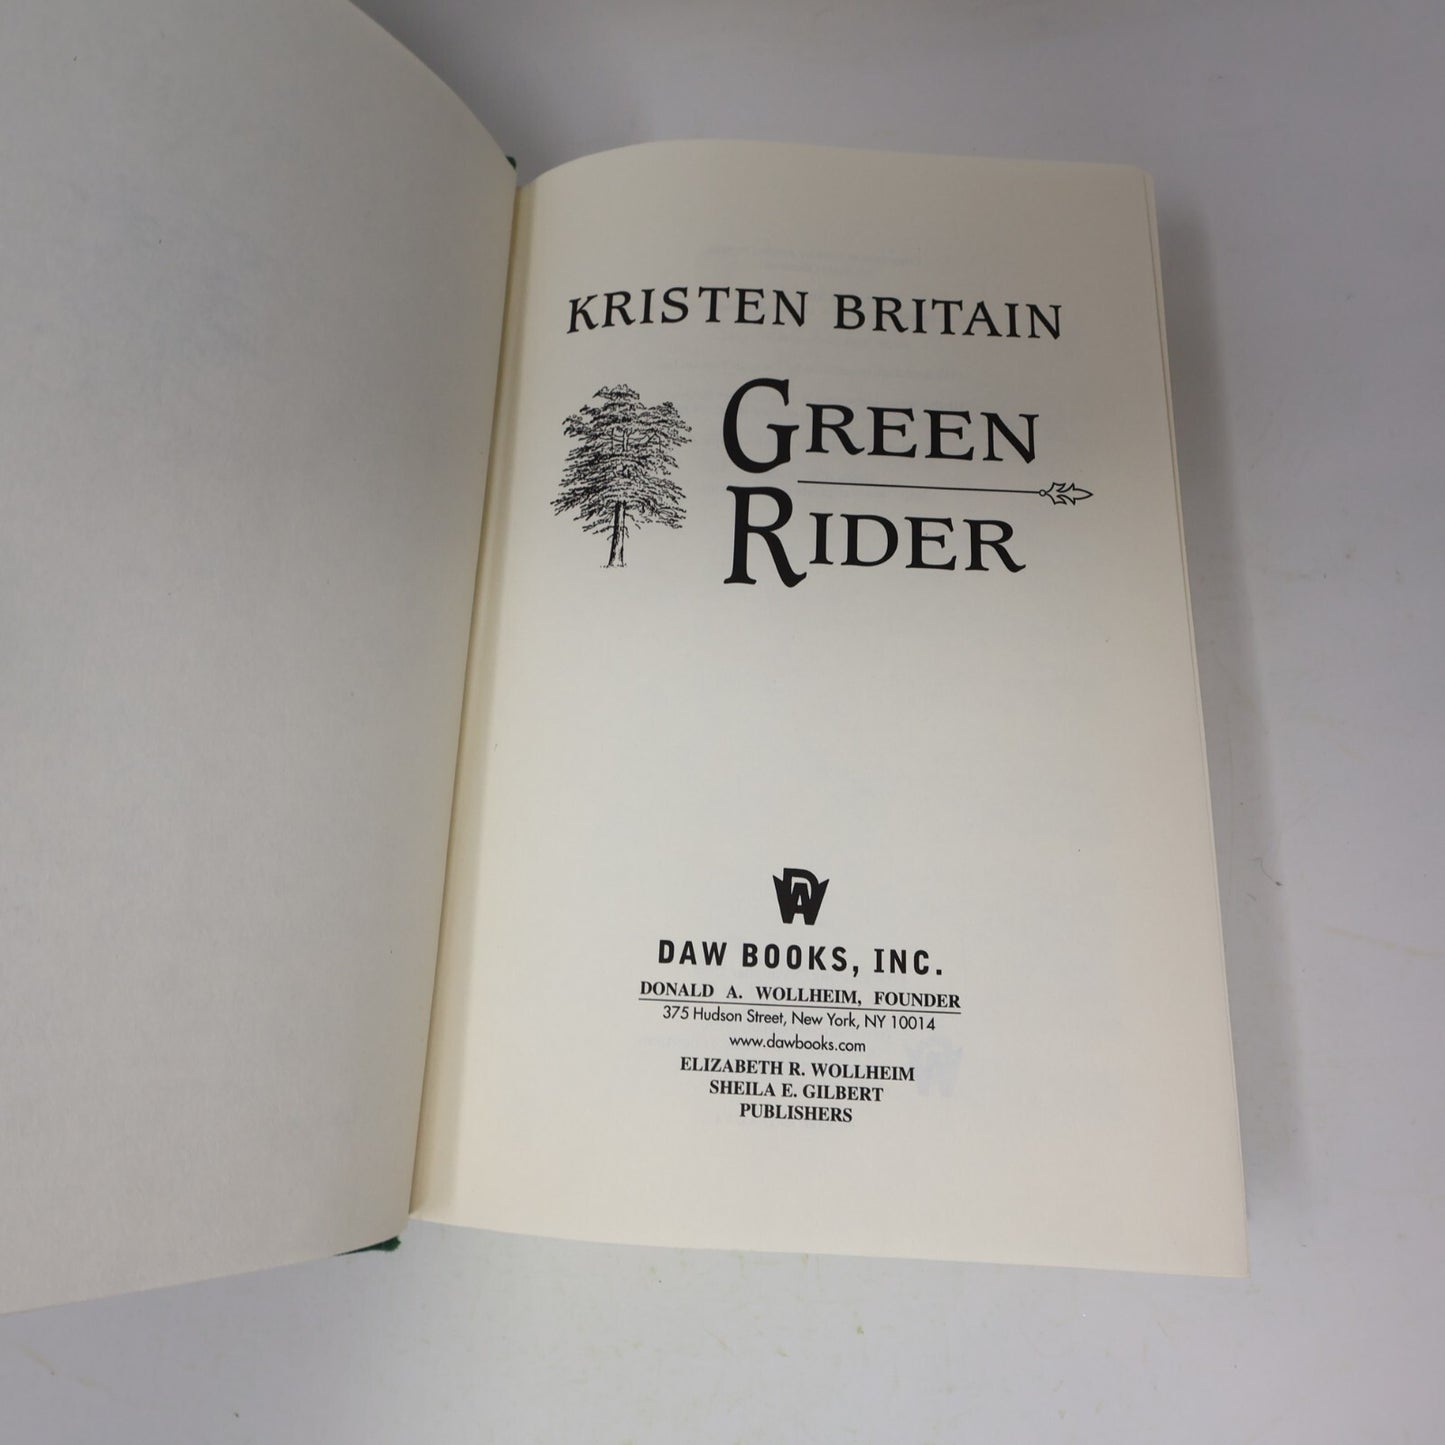 KRISTEN BRITAIN
GREEN
RIDER
DAW
DAW BOOKS, INC.
DONALD A. WOLLHEIM, FOUNDER
375 Hudson Street, New York, NY 10014
www.dawbooks.com
ELIZABETH R. WOLLHEIM
SHEILA E. GILBERT
PUBLISHERS